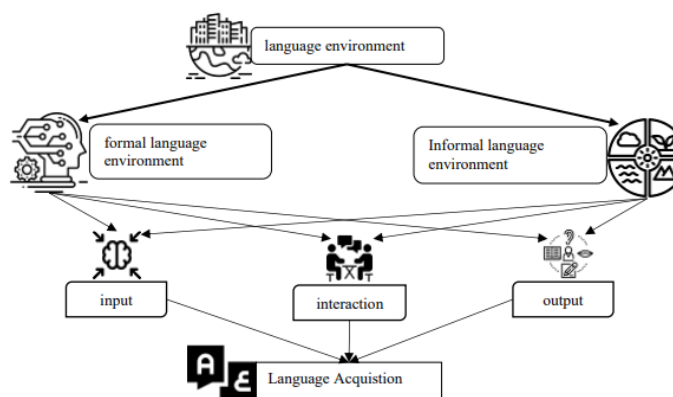 language environment
formal language
environment
Informal language
environment
input
interaction
output
Language Acquistion